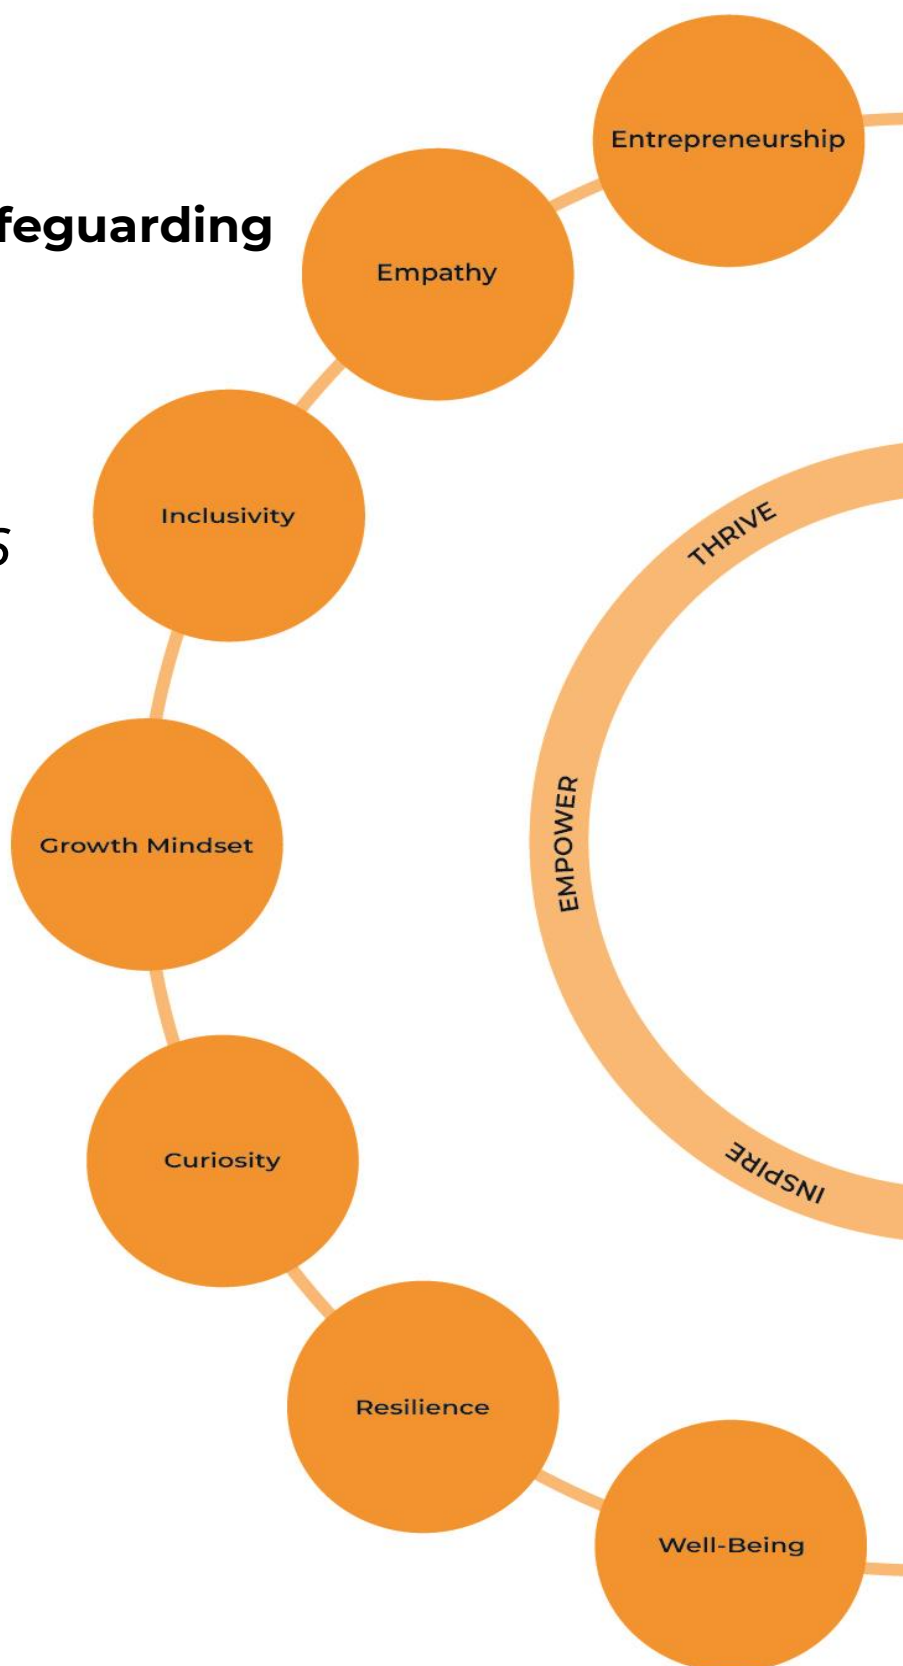 Entrepreneurship
feguarding
Empathy
Inclusivity
THRIVE
EMPOWER
Growth Mindset
Curiosity
INSPIRE
Resilience
Well-Being